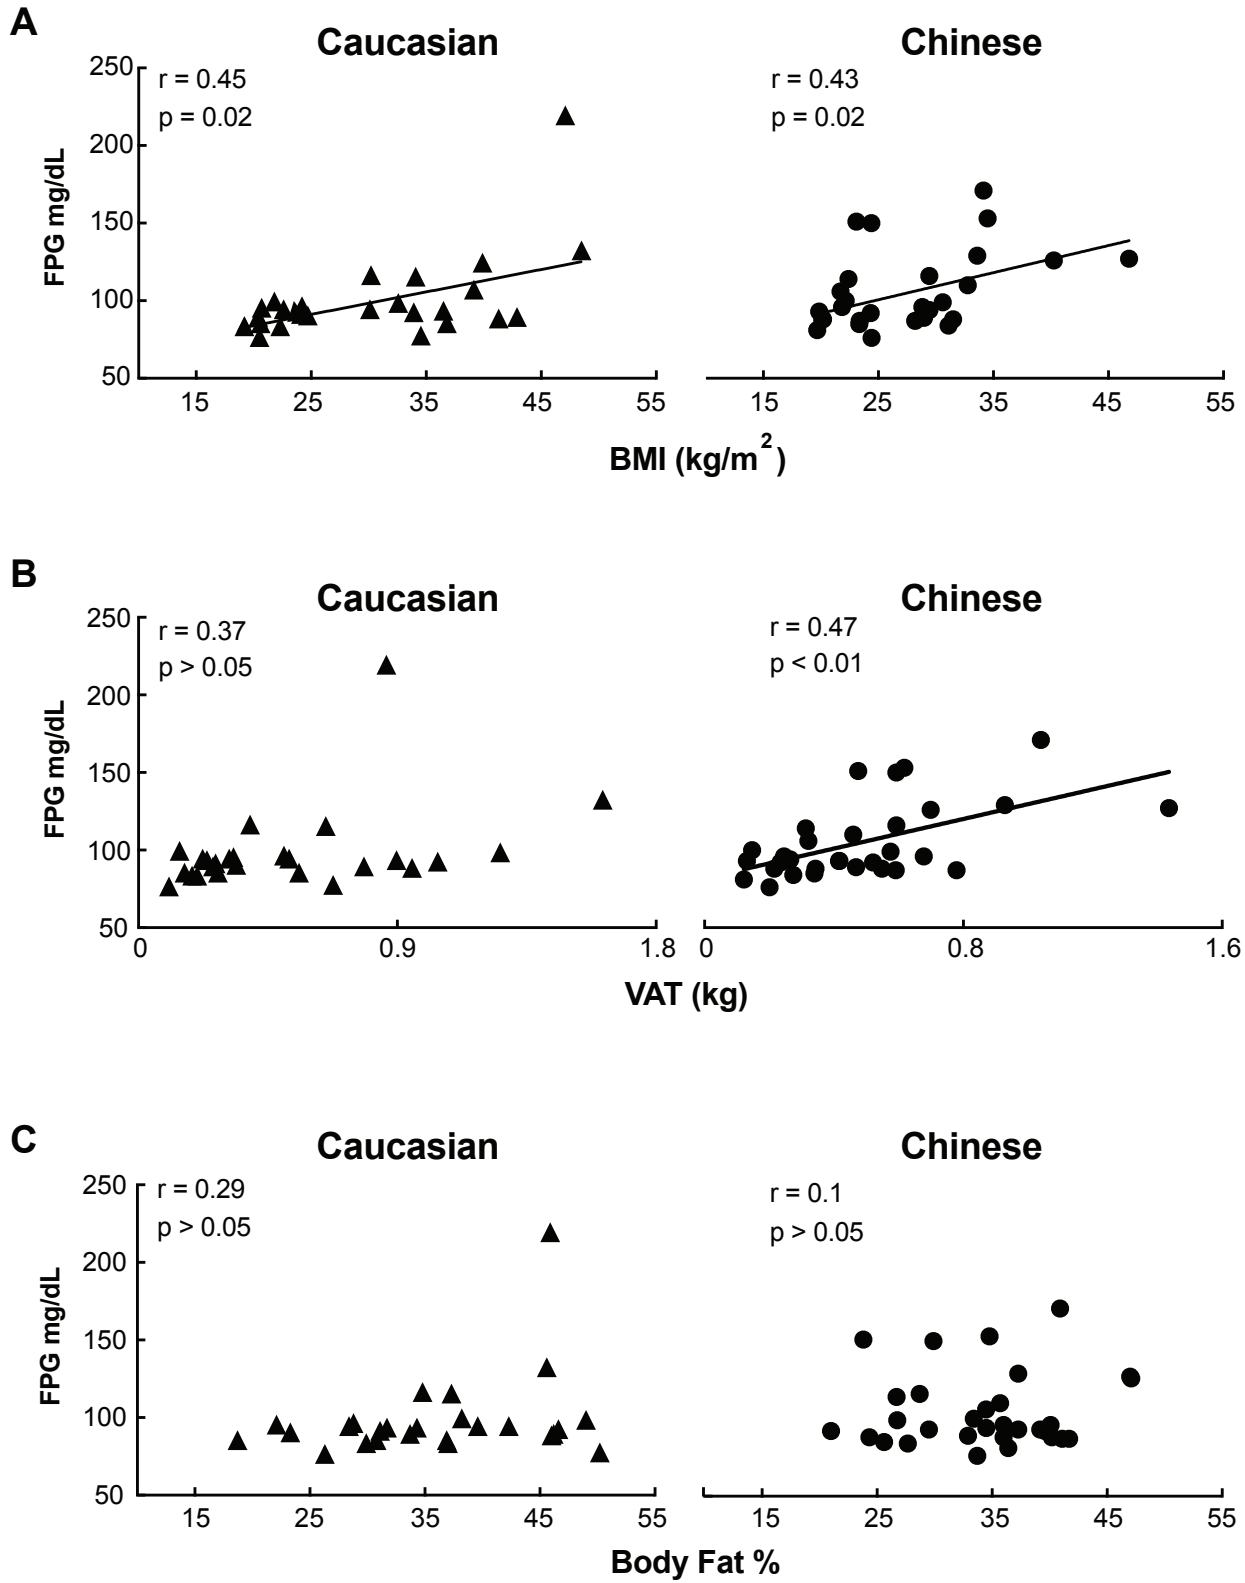 A
Caucasian
Chinese
r = 0.45
p = 0.02
r = 0.43
p = 0.02
FPG mg/dL
250
200
150
100
50
15 25 35 45 55
15 25 35 45 55
BMI (kg/m²)
B
Caucasian
Chinese
r = 0.37
p > 0.05
r = 0.47
p < 0.01
FPG mg/dL
250
200
150
100
50
0 0.9 1.8
0 0.8 1.6
VAT (kg)
C
Caucasian
Chinese
r = 0.29
p > 0.05
r = 0.1
p > 0.05
FPG mg/dL
250
200
150
100
50
15 25 35 45 55
15 25 35 45 55
Body Fat %